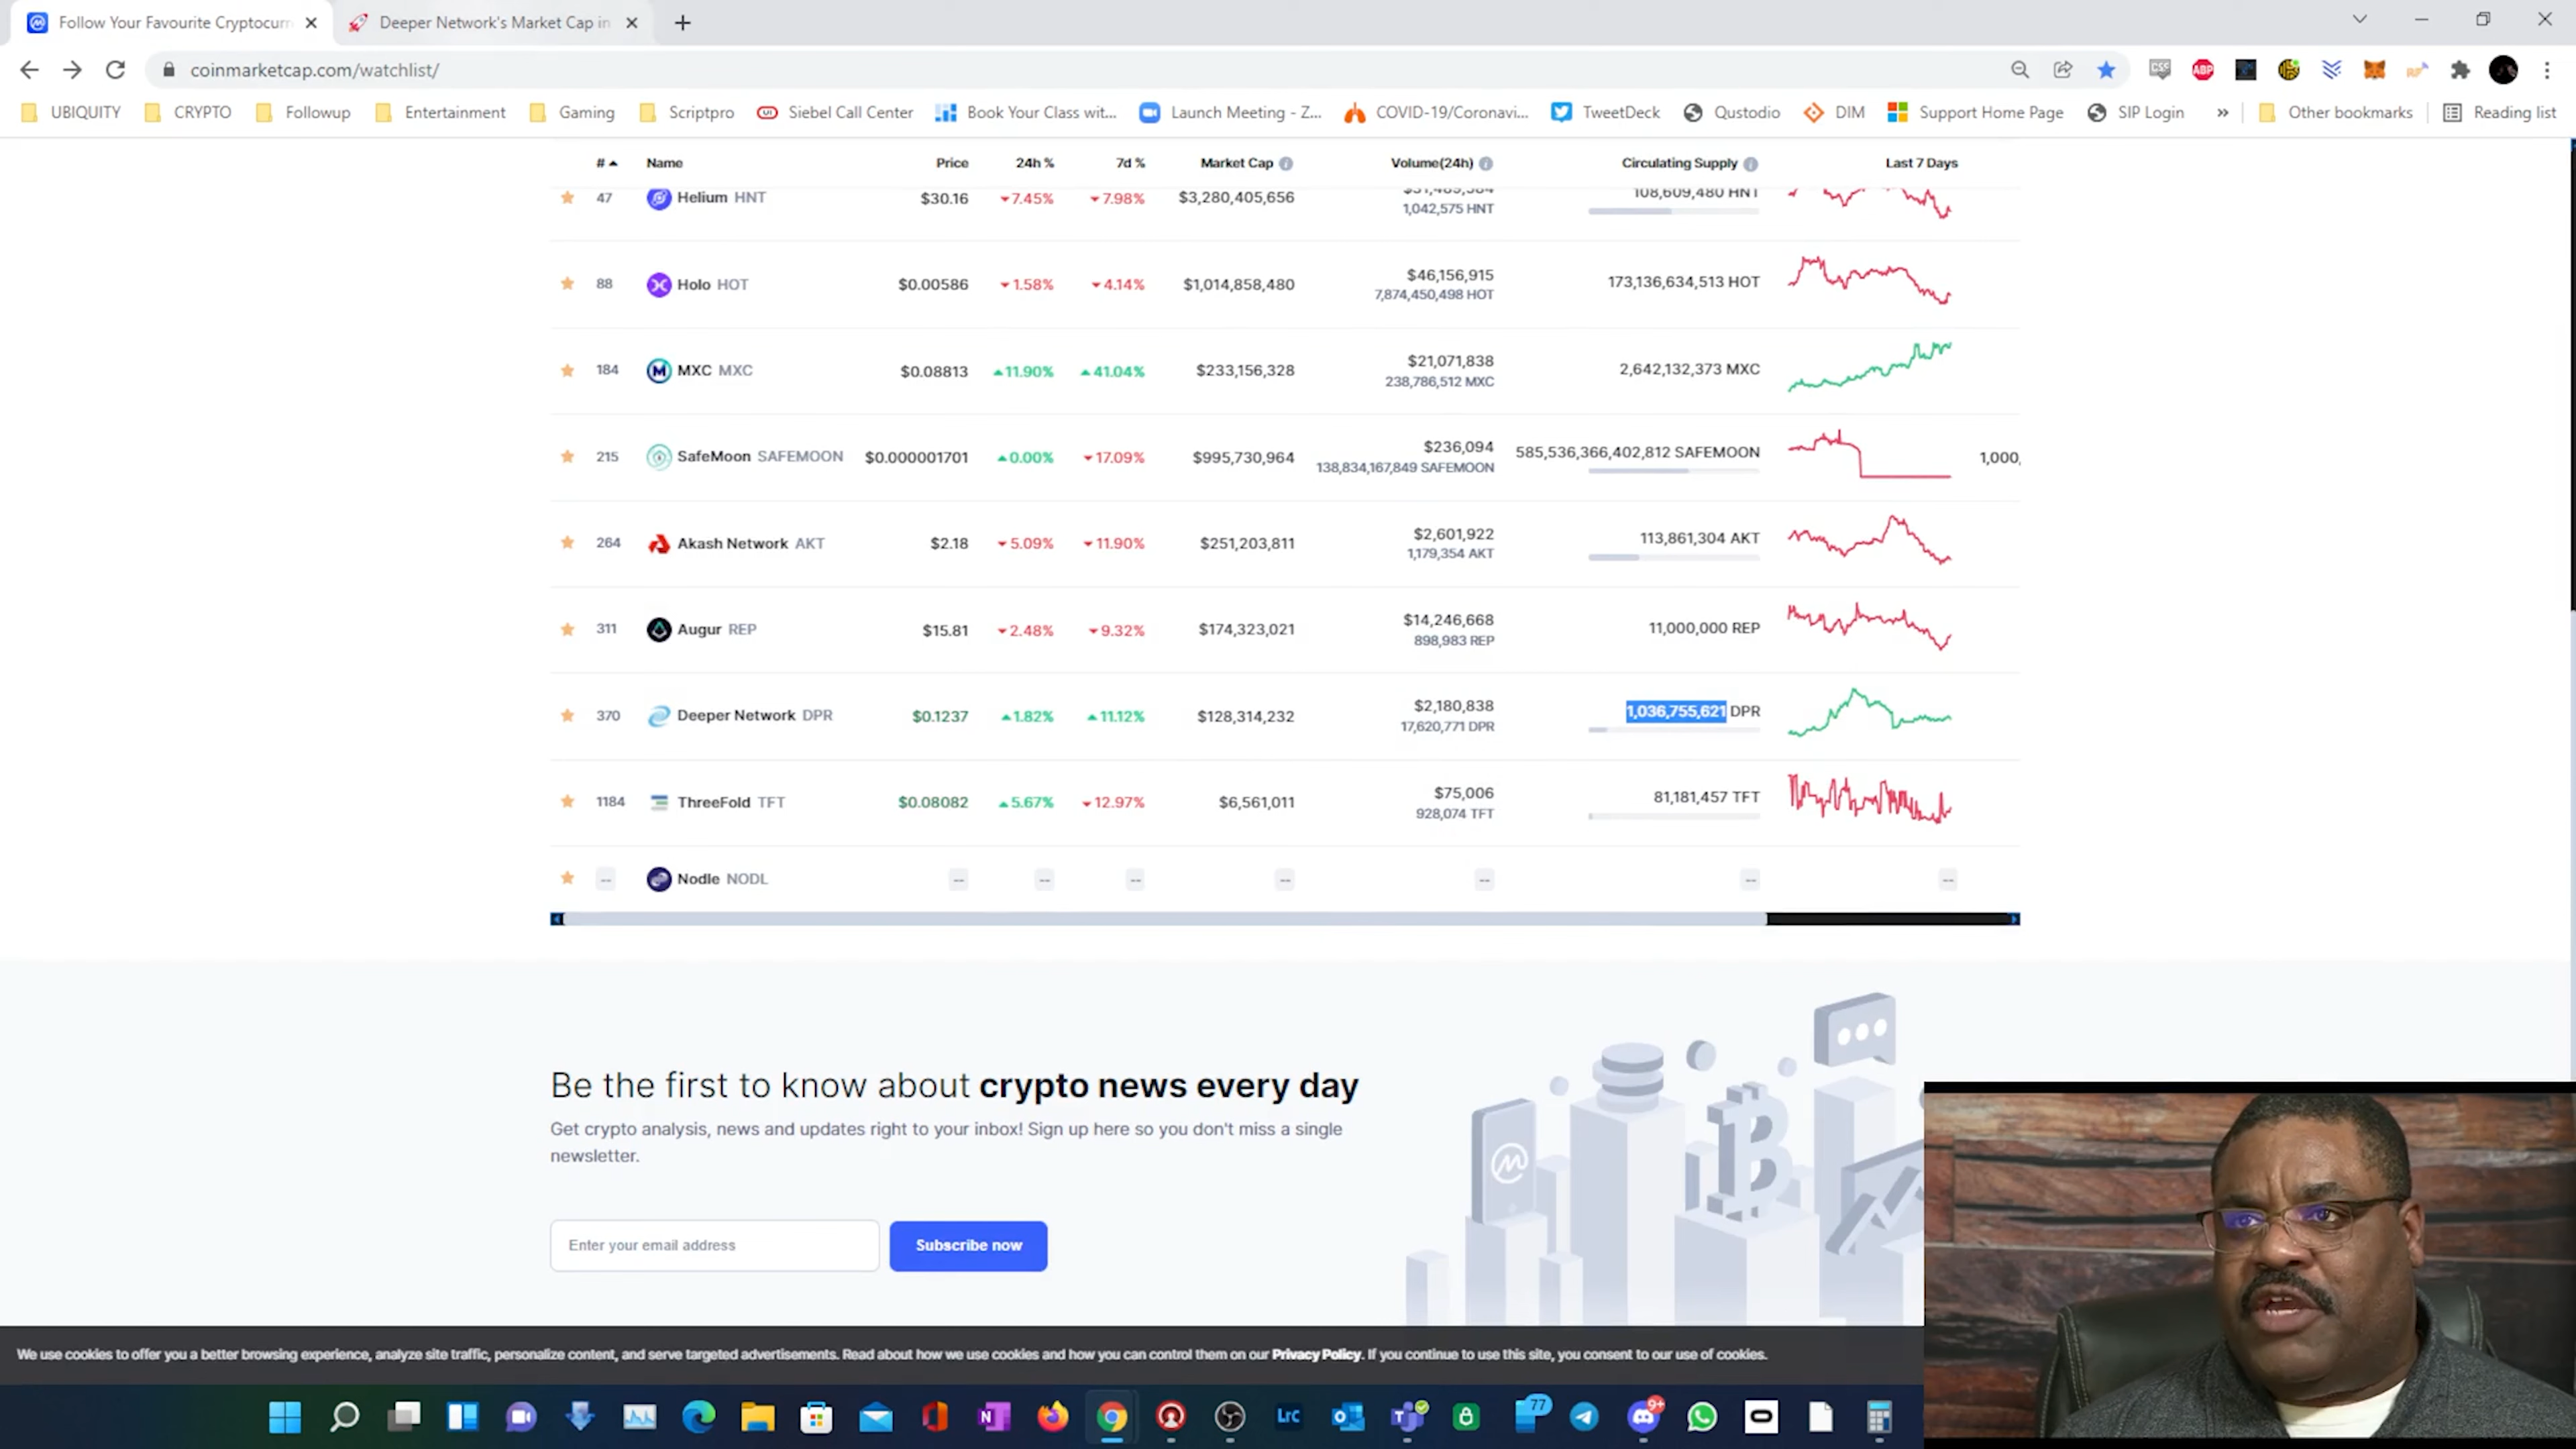 Follow Your Favourite Cryptocurr
Deeper Network's Market Cap in
coinmarketcap.com/watchlist/
UBIQUITY CRYPTO Followup Entertainment Gaming Scriptpro Siebel Call Center Book Your Class wit... Launch Meeting - Z... COVID-19/Coronavi... TweetDeck Qustodio DIM Support Home Page SIP Login » Other bookmarks Reading list
# Name Price 24h % 7d % Market Cap Volume(24h) Circulating Supply Last 7 Days
47 Helium HNT $30.16 7.45% 7.98% $3,280,405,656 108,609,480 HNT
1,042,575 HNT
88 Holo HOT $0.00586 1.58% 4.14% $1,014,858,480 $46,156,915 173,136,634,513 HOT
7,874,450,498 HOT
184 MXC MXC $0.08813 11.90% 41.04% $233,156,328 $21,071,838 2,642,132,373 MXC
238,786,512 MXC
215 SafeMoon SAFEMOON $0.000001701 0.00% 17.09% $995,730,964 $236,094 585,536,366,402,812 SAFEMOON 1,000,
138,834,167,849 SAFEMOON
264 Akash Network AKT $2.18 5.09% 11.90% $251,203,811 $2,601,922 113,861,304 AKT
1,179,354 AKT
311 Augur REP $15.81 2.48% 9.32% $174,323,021 $14,246,668 11,000,000 REP
898,983 REP
370 Deeper Network DPR $0.1237 1.82% 11.12% $128,314,232 $2,180,838 1,036,755,621 DPR
17,620,771 DPR
1184 ThreeFold TFT $0.08082 5.67% 12.97% $6,561,011 $75,006 81,181,457 TFT
928,074 TFT
-- Nodle NODL -- -- -- -- -- -- --
Be the first to know about crypto news every day
Get crypto analysis, news and updates right to your inbox! Sign up here so you don't miss a single
newsletter.
Enter your email address
Subscribe now
We use cookies to offer you a better browsing experience, analyze site traffic, personalize content, and serve targeted advertisements. Read about how we use cookies and how you can control them on our Privacy Policy. If you continue to use this site, you consent to our use of cookies.
Lrc 77 9+